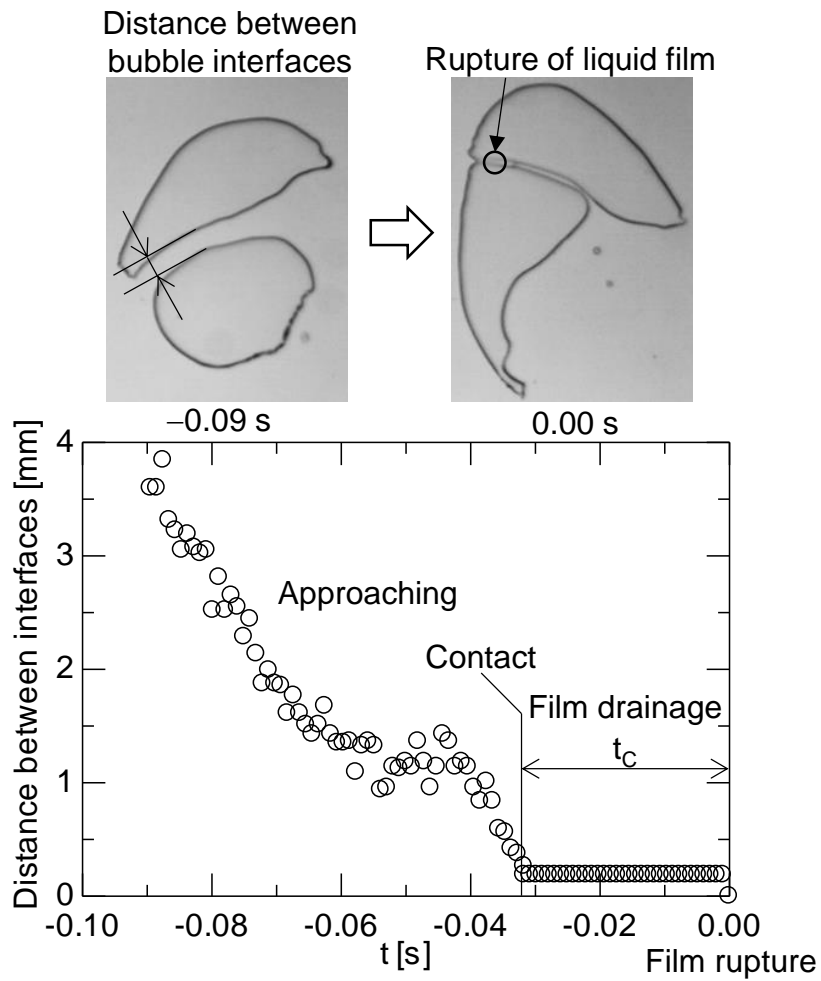 Distance between
bubble interfaces
Rupture of liquid film
−0.09 s
0.00 s
Distance between interfaces [mm]
4
3
2
1
0
Approaching
Contact
Film drainage
t_C
-0.10
-0.08
-0.06
-0.04
-0.02
0.00
t [s]
Film rupture